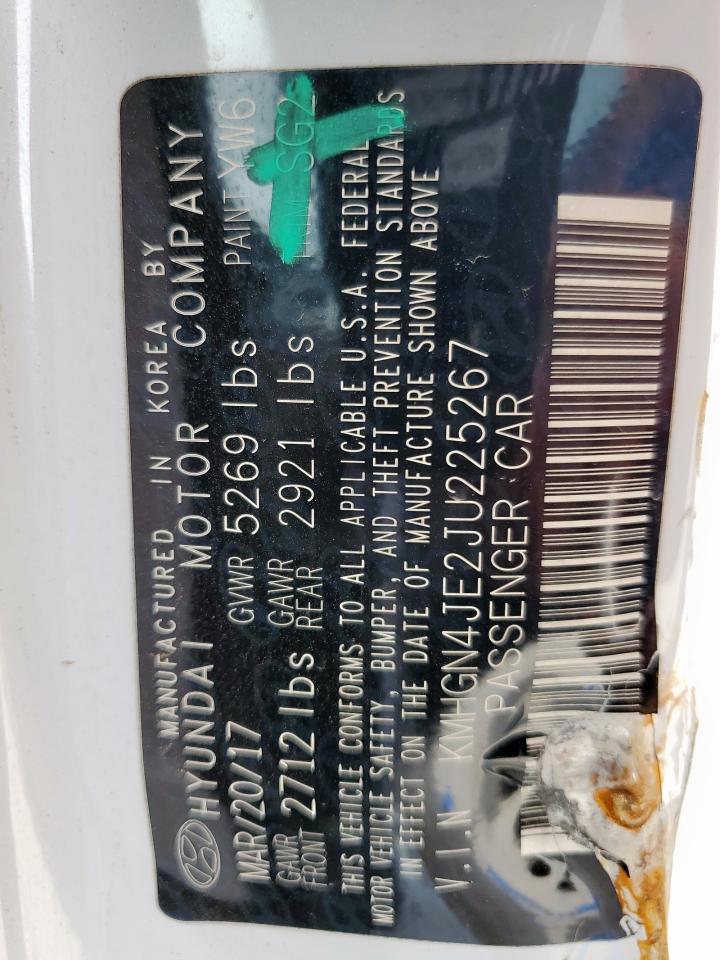 MANUFACTURED IN KOREA BY
HYUNDAI MOTOR COMPANY
MAR/20/17 GVWR 5269 lbs PAINT YW6
GAWR FRONT 2712 lbs GAWR REAR 2921 lbs TRIM SG2
THIS VEHICLE CONFORMS TO ALL APPLICABLE U.S.A. FEDERAL
MOTOR VEHICLE SAFETY, BUMPER, AND THEFT PREVENTION STANDARDS
IN EFFECT ON THE DATE OF MANUFACTURE SHOWN ABOVE
V.I.N KMHGN4JE2JU225267
PASSENGER CAR